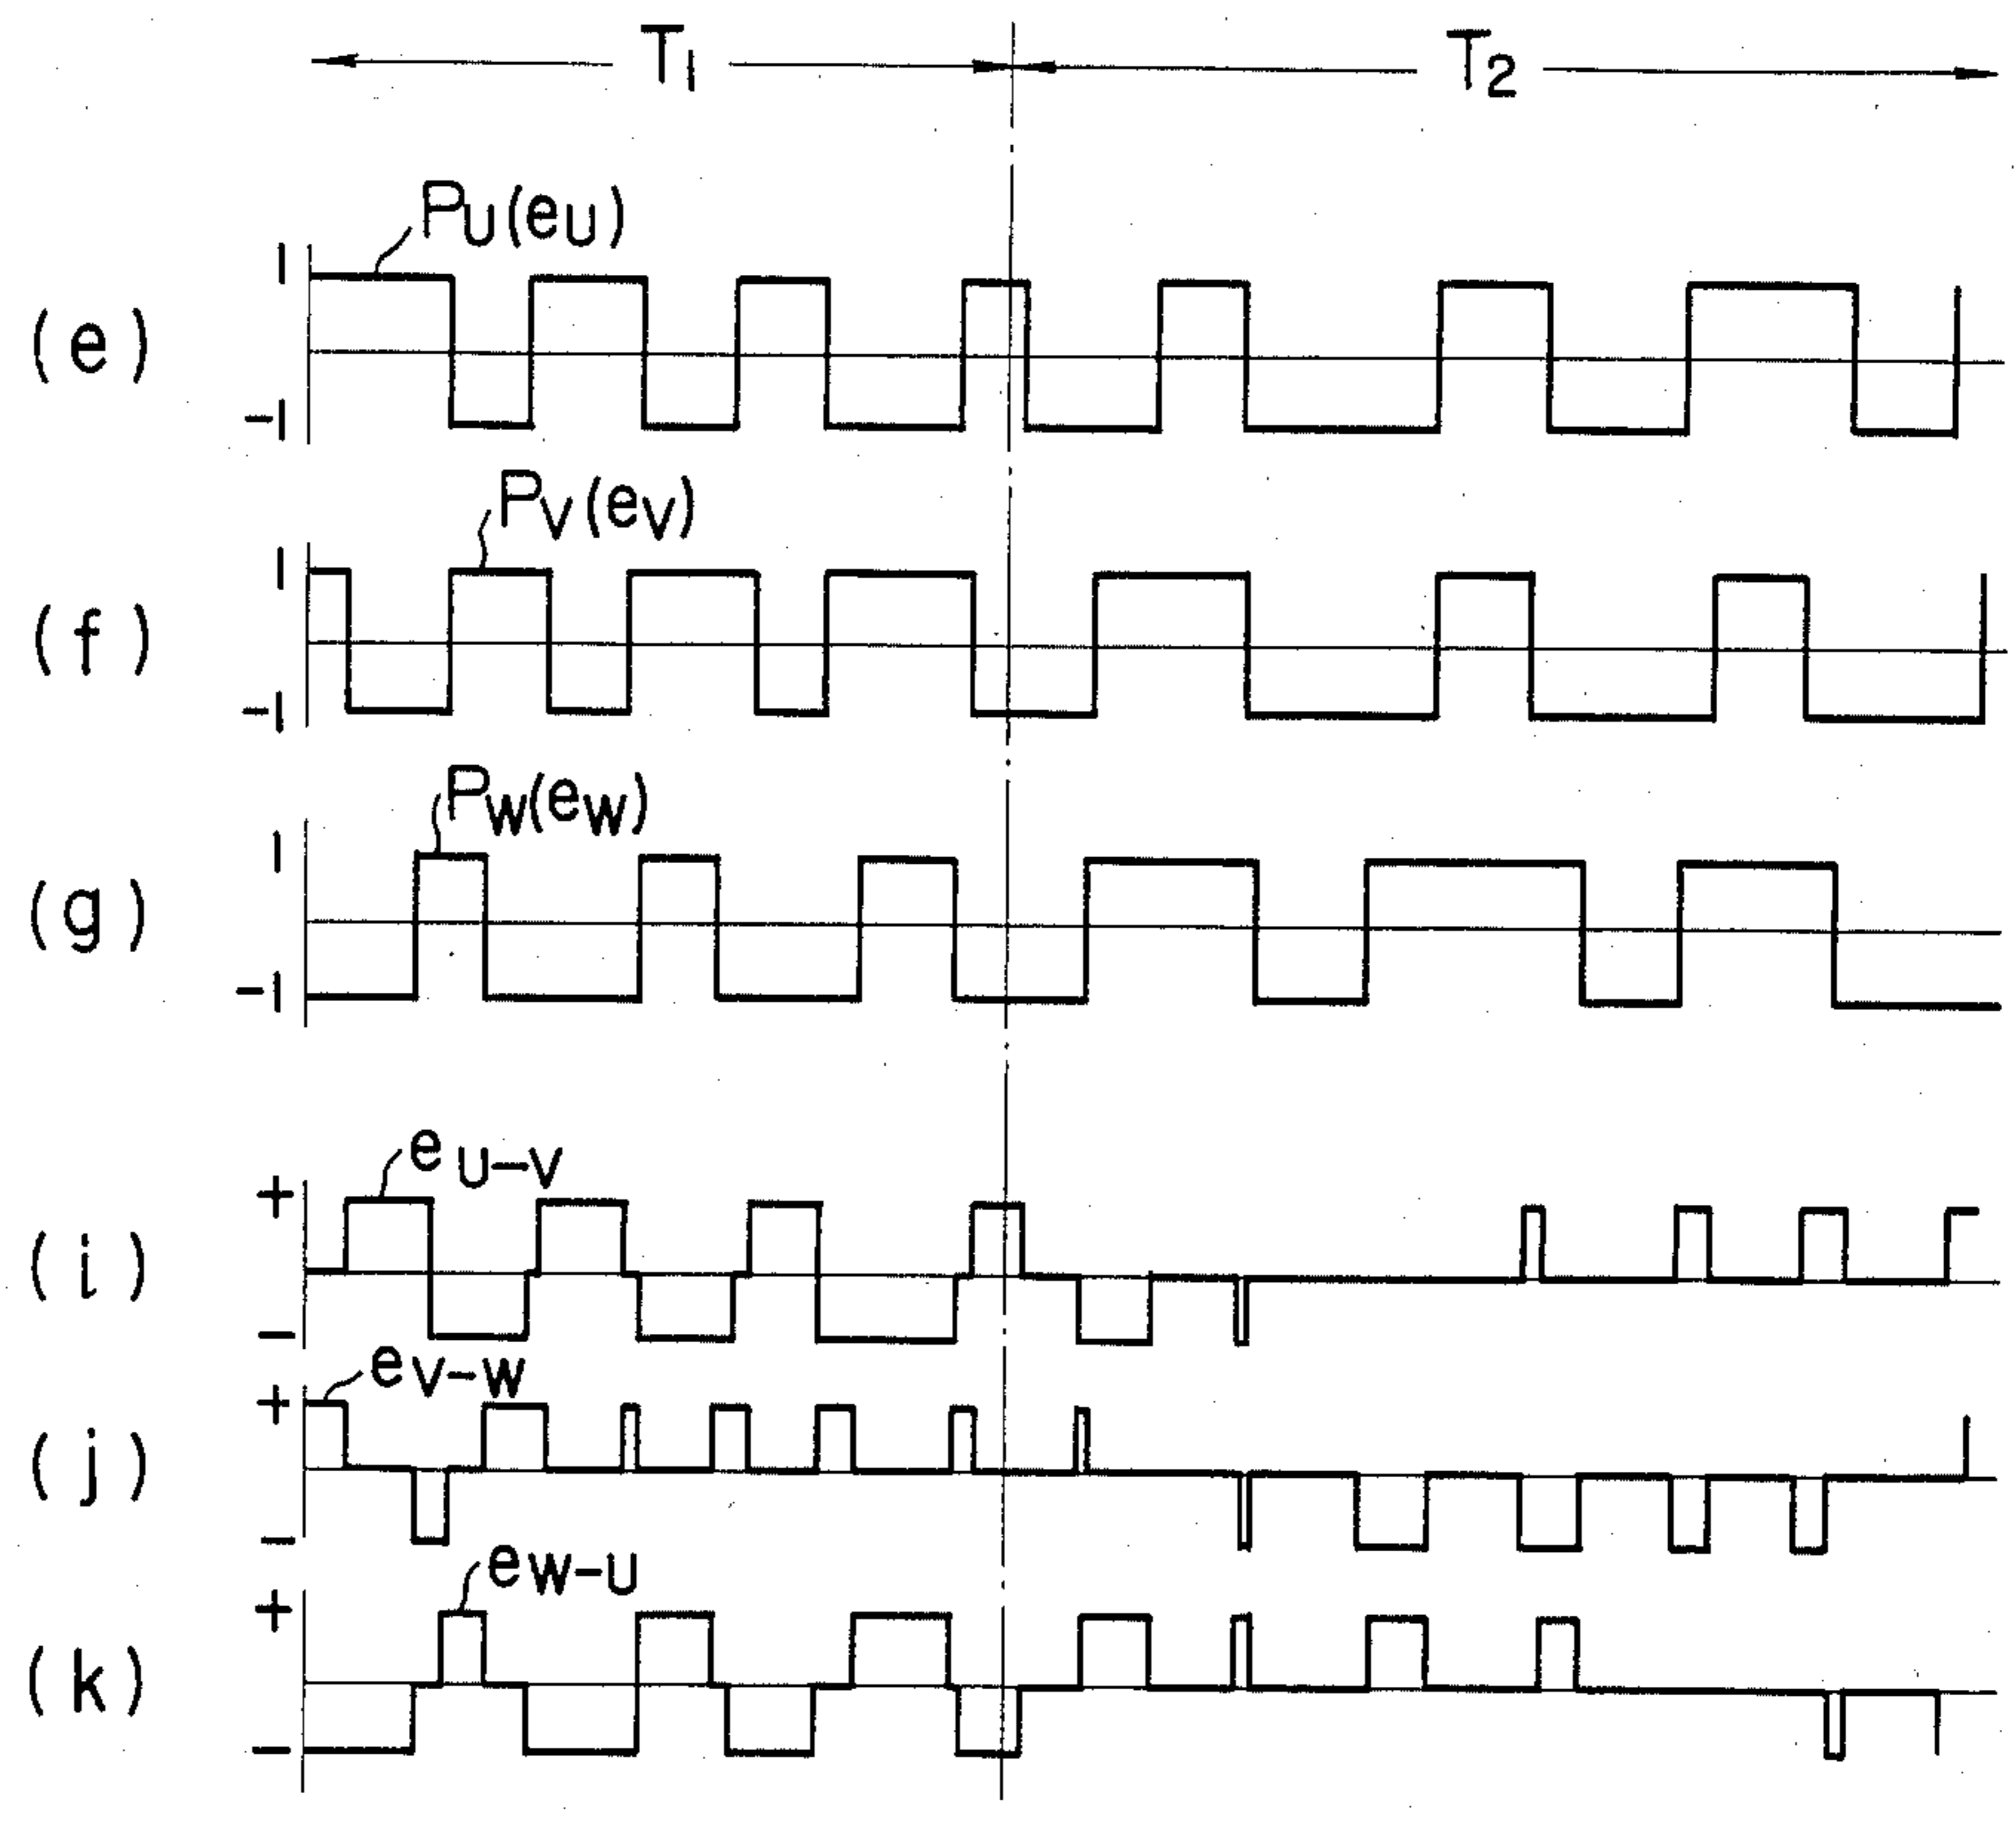 T1 T2
PU(eU)
1
(e)
-1
PV(eV)
1
(f)
-1
PW(eW)
1
(g)
-1
eU-V
+
(i)
-
eV-W
+
(j)
-
eW-U
+
(k)
-